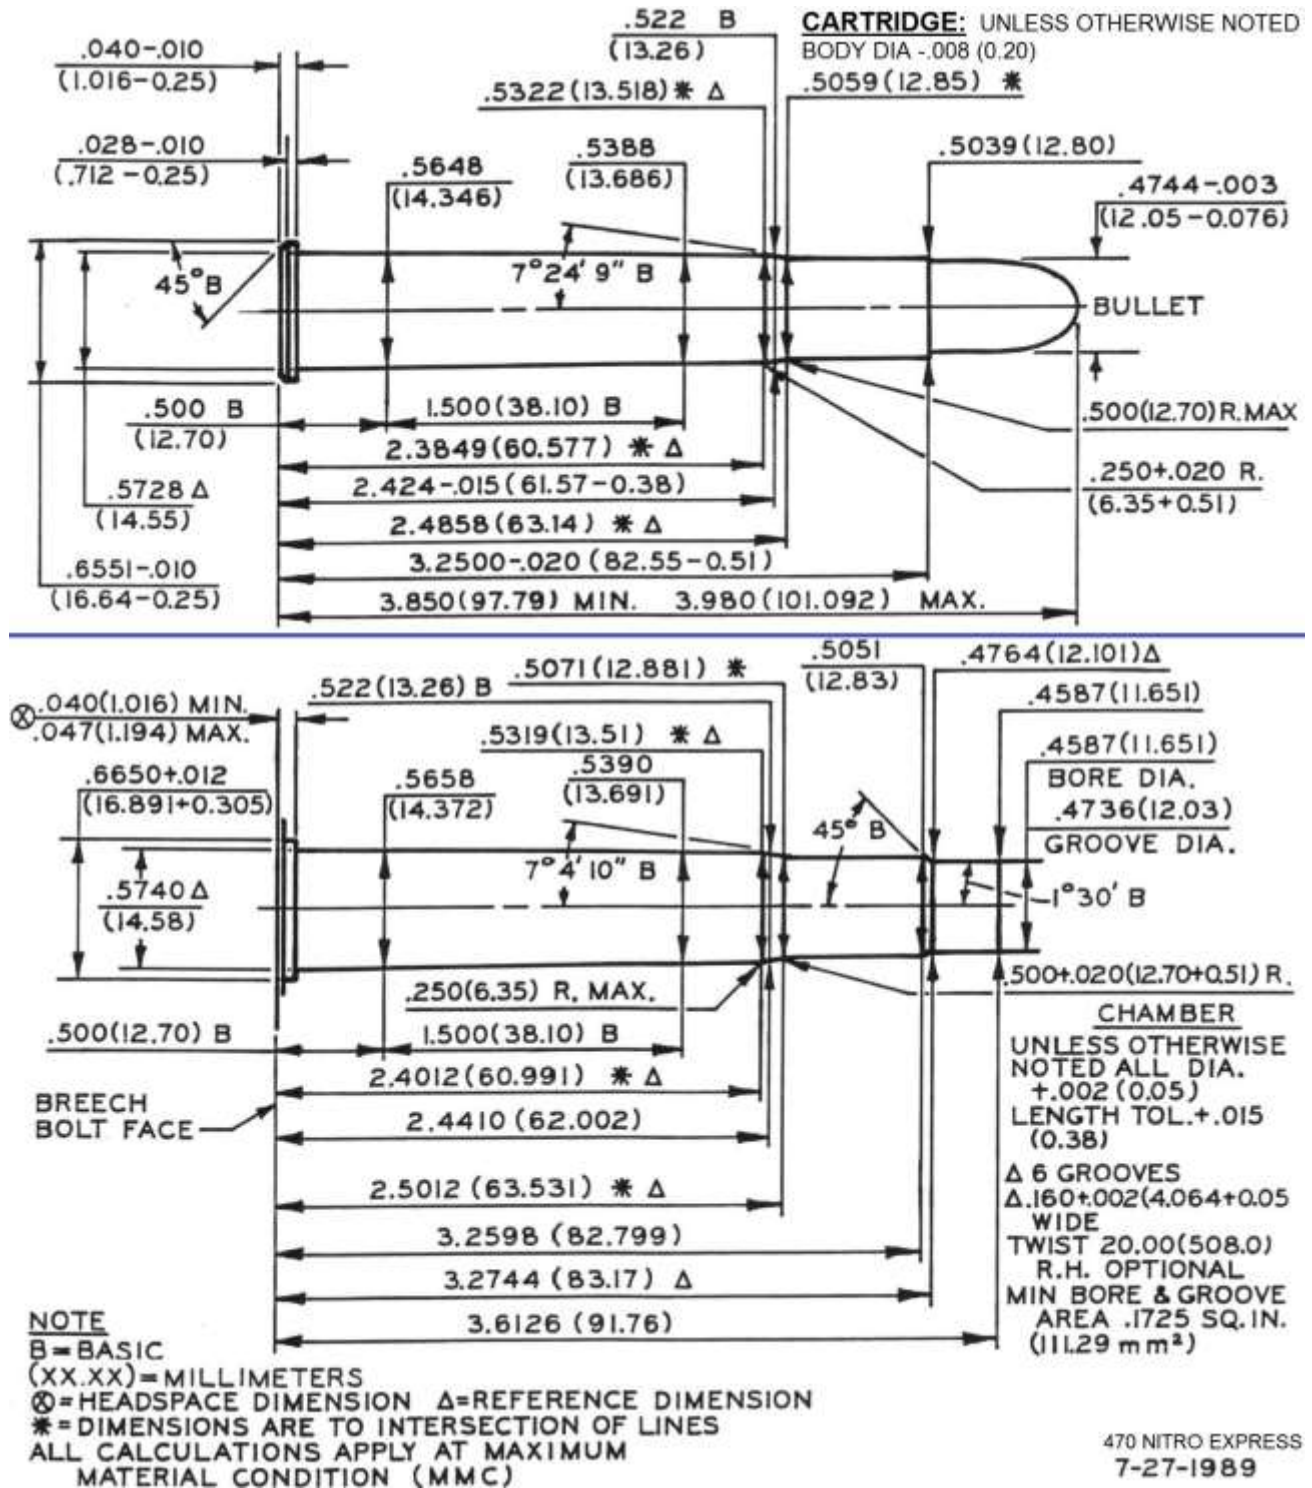 .522 B
(13.26)
CARTRIDGE: UNLESS OTHERWISE NOTED
BODY DIA -.008 (0.20)
.040-.010
(1.016-0.25)
.5322(13.518)✱ Δ
.5059(12.85) ✱
.028-.010
(.712-0.25)
.5648
(14.346)
.5388
(13.686)
.5039(12.80)
.4744-.003
(12.05-0.076)
45° B
7° 24' 9" B
BULLET
.500 B
(12.70)
1.500(38.10) B
.500(12.70)R.MAX
2.3849(60.577) ✱ Δ
.5728 Δ
(14.55)
2.424-.015(61.57-0.38)
.250+.020 R.
(6.35+0.51)
2.4858(63.14) ✱ Δ
.6551-.010
(16.64-0.25)
3.2500-.020(82.55-0.51)
3.850(97.79) MIN. 3.980(101.092) MAX.
.5071(12.881) ✱
.5051
(12.83)
.4764(12.101)Δ
⊗.040(1.016) MIN.
.047(1.194) MAX.
.522(13.26) B
.4587(11.651)
.5319(13.51) ✱ Δ
.4587(11.651)
BORE DIA.
.6650+.012
(16.891+0.305)
.5658
(14.372)
.5390
(13.691)
.4736(12.03)
GROOVE DIA.
45° B
7° 4' 10" B
.5740 Δ
(14.58)
1° 30' B
.250(6.35) R. MAX.
.500+.020(12.70+0.51) R.
.500(12.70) B
1.500(38.10) B
CHAMBER
UNLESS OTHERWISE
NOTED ALL DIA.
+.002 (0.05)
LENGTH TOL.+.015
(0.38)
2.4012(60.991) ✱ Δ
BREECH
BOLT FACE
2.4410 (62.002)
Δ 6 GROOVES
Δ.160+.002(4.064+0.05
WIDE
TWIST 20.00(508.0)
R.H. OPTIONAL
MIN BORE & GROOVE
AREA .1725 SQ.IN.
(111.29 mm²)
2.5012 (63.531) ✱ Δ
3.2598 (82.799)
3.2744 (83.17) Δ
3.6126 (91.76)
NOTE
B=BASIC
(XX.XX)=MILLIMETERS
⊗=HEADSPACE DIMENSION Δ=REFERENCE DIMENSION
✱=DIMENSIONS ARE TO INTERSECTION OF LINES
ALL CALCULATIONS APPLY AT MAXIMUM
MATERIAL CONDITION (MMC)
470 NITRO EXPRESS
7-27-1989